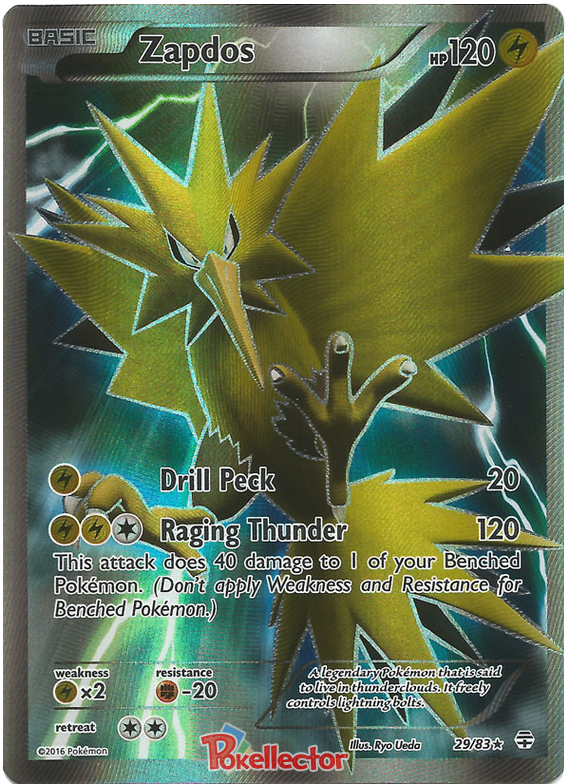 BASIC
Zapdos
HP120
Drill Peck 20
Raging Thunder 120
This attack does 40 damage to 1 of your Benched
Pokémon. (Don't apply Weakness and Resistance for
Benched Pokémon.)
weakness
×2
resistance
-20
A legendary Pokémon that is said
to live in thunderclouds. It freely
controls lightning bolts.
retreat
©2016 Pokémon
Pokellector
Illus. Ryo Ueda
29/83★